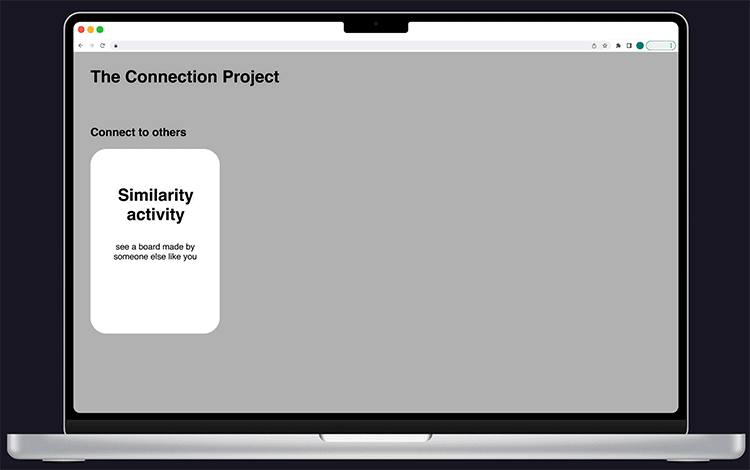 The Connection Project
Connect to others
Similarity
activity
see a board made by
someone else like you